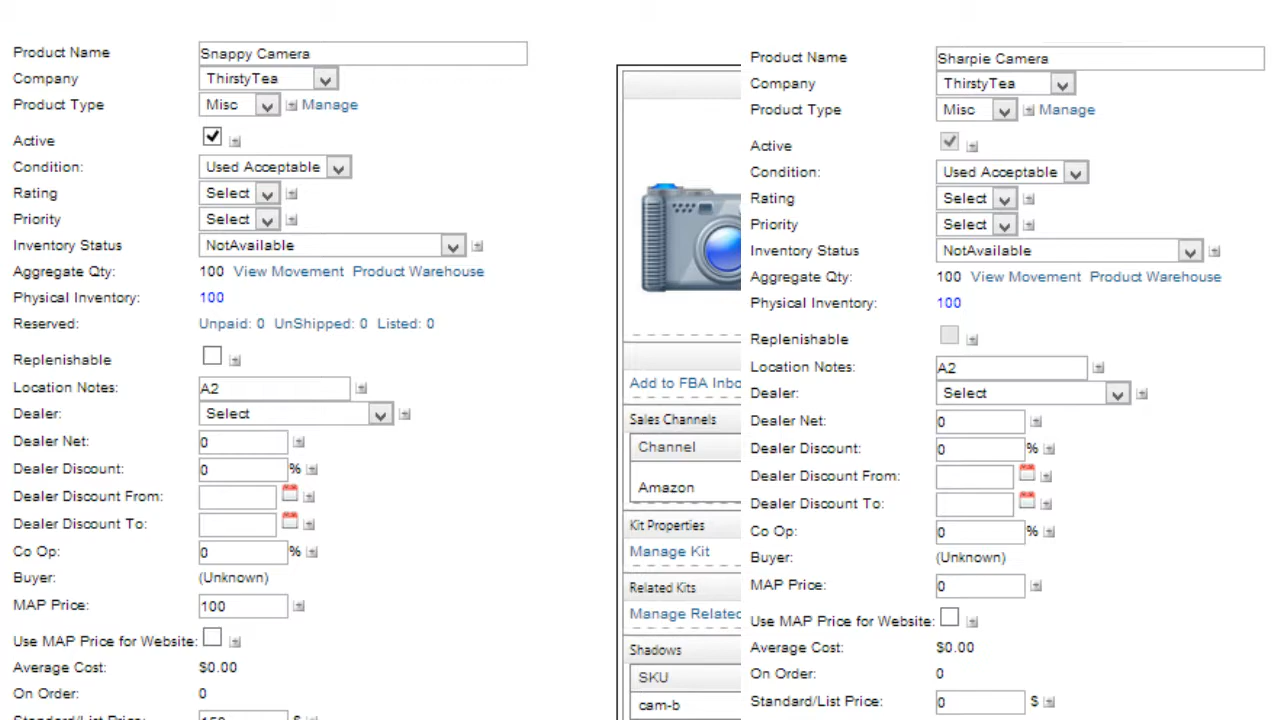 Product Name Snappy Camera
Company ThirstyTea
Product Type Misc Manage
Active
Condition: Used Acceptable
Rating Select
Priority Select
Inventory Status NotAvailable
Aggregate Qty: 100 View Movement Product Warehouse
Physical Inventory: 100
Reserved: Unpaid: 0 UnShipped: 0 Listed: 0
Replenishable
Location Notes: A2
Dealer: Select
Dealer Net: 0
Dealer Discount: 0 %
Dealer Discount From:
Dealer Discount To:
Co Op: 0 %
Buyer: (Unknown)
MAP Price: 100
Use MAP Price for Website:
Average Cost: $0.00
On Order: 0
Standard/List Price: 150 $
Add to FBA Inbo
Sales Channels
Channel
Amazon
Kit Properties
Manage Kit
Related Kits
Manage Related
Shadows
SKU
cam-b
Product Name Sharpie Camera
Company ThirstyTea
Product Type Misc Manage
Active
Condition: Used Acceptable
Rating Select
Priority Select
Inventory Status NotAvailable
Aggregate Qty: 100 View Movement Product Warehouse
Physical Inventory: 100
Replenishable
Location Notes: A2
Dealer: Select
Dealer Net: 0
Dealer Discount: 0 %
Dealer Discount From:
Dealer Discount To:
Co Op: 0 %
Buyer: (Unknown)
MAP Price: 0
Use MAP Price for Website:
Average Cost: $0.00
On Order: 0
Standard/List Price: 0 $